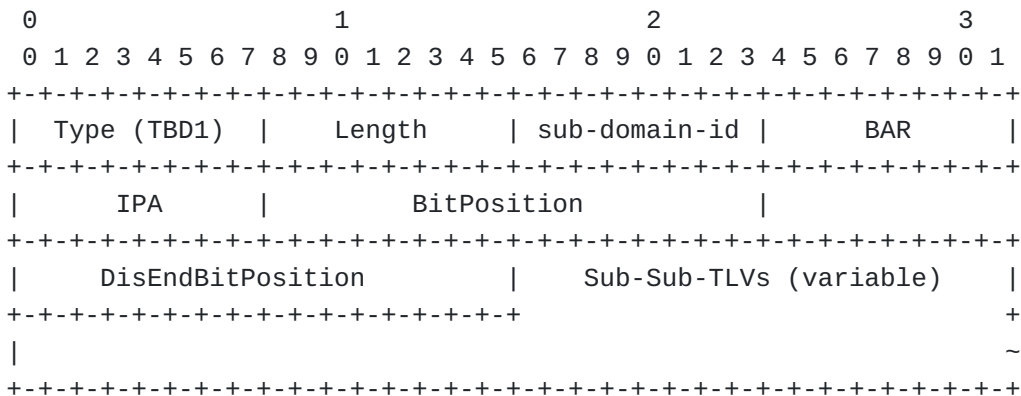 0                   1                   2                   3
 0 1 2 3 4 5 6 7 8 9 0 1 2 3 4 5 6 7 8 9 0 1 2 3 4 5 6 7 8 9 0 1
+-+-+-+-+-+-+-+-+-+-+-+-+-+-+-+-+-+-+-+-+-+-+-+-+-+-+-+-+-+-+-+-+
|  Type (TBD1)  |    Length     | sub-domain-id |      BAR      |
+-+-+-+-+-+-+-+-+-+-+-+-+-+-+-+-+-+-+-+-+-+-+-+-+-+-+-+-+-+-+-+-+
|      IPA      |         BitPosition           |
+-+-+-+-+-+-+-+-+-+-+-+-+-+-+-+-+-+-+-+-+-+-+-+-+-+-+-+-+-+-+-+-+
|     DisEndBitPosition         |    Sub-Sub-TLVs (variable)    |
+-+-+-+-+-+-+-+-+-+-+-+-+-+-+-+-+                               +
|                                                               ~
+-+-+-+-+-+-+-+-+-+-+-+-+-+-+-+-+-+-+-+-+-+-+-+-+-+-+-+-+-+-+-+-+